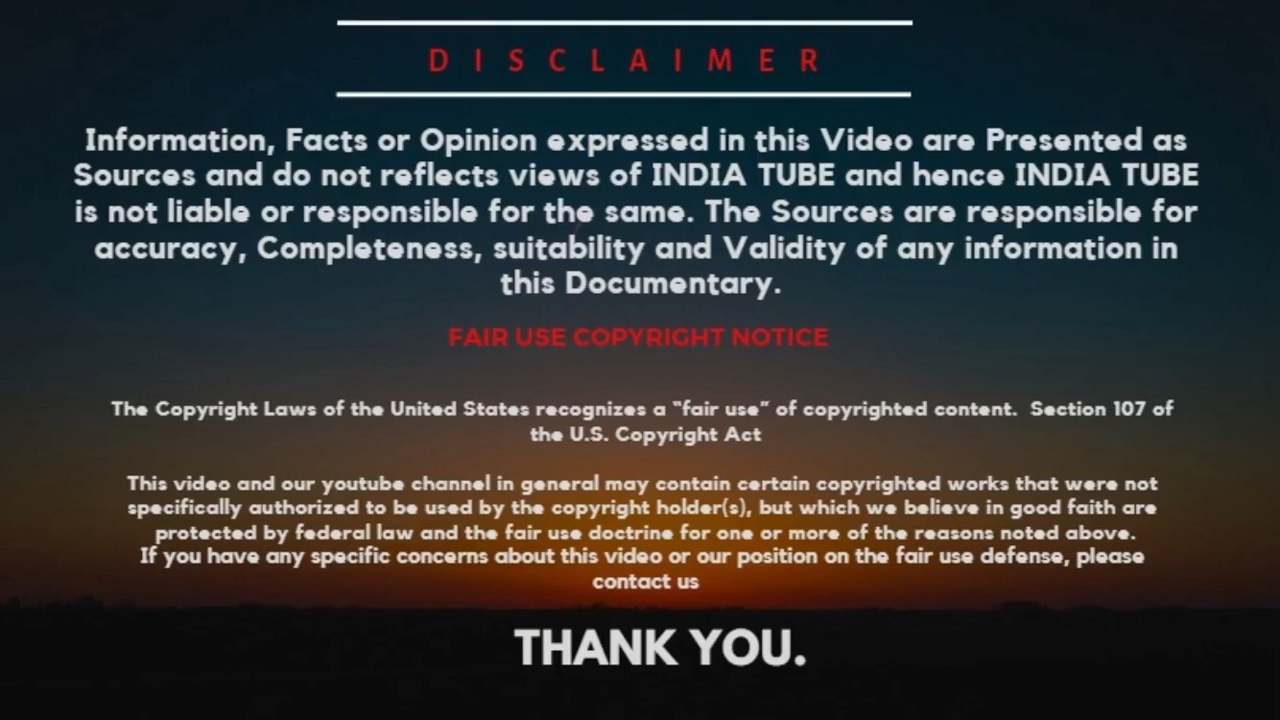 DISCLAIMER
Information, Facts or Opinion expressed in this Video are Presented as
Sources and do not reflects views of INDIA TUBE and hence INDIA TUBE
is not liable or responsible for the same. The Sources are responsible for
accuracy, Completeness, suitability and Validity of any information in
this Documentary.
FAIR USE COPYRIGHT NOTICE
The Copyright Laws of the United States recognizes a "fair use" of copyrighted content.  Section 107 of
the U.S. Copyright Act
This video and our youtube channel in general may contain certain copyrighted works that were not
specifically authorized to be used by the copyright holder(s), but which we believe in good faith are
protected by federal law and the fair use doctrine for one or more of the reasons noted above.
If you have any specific concerns about this video or our position on the fair use defense, please
contact us
THANK YOU.